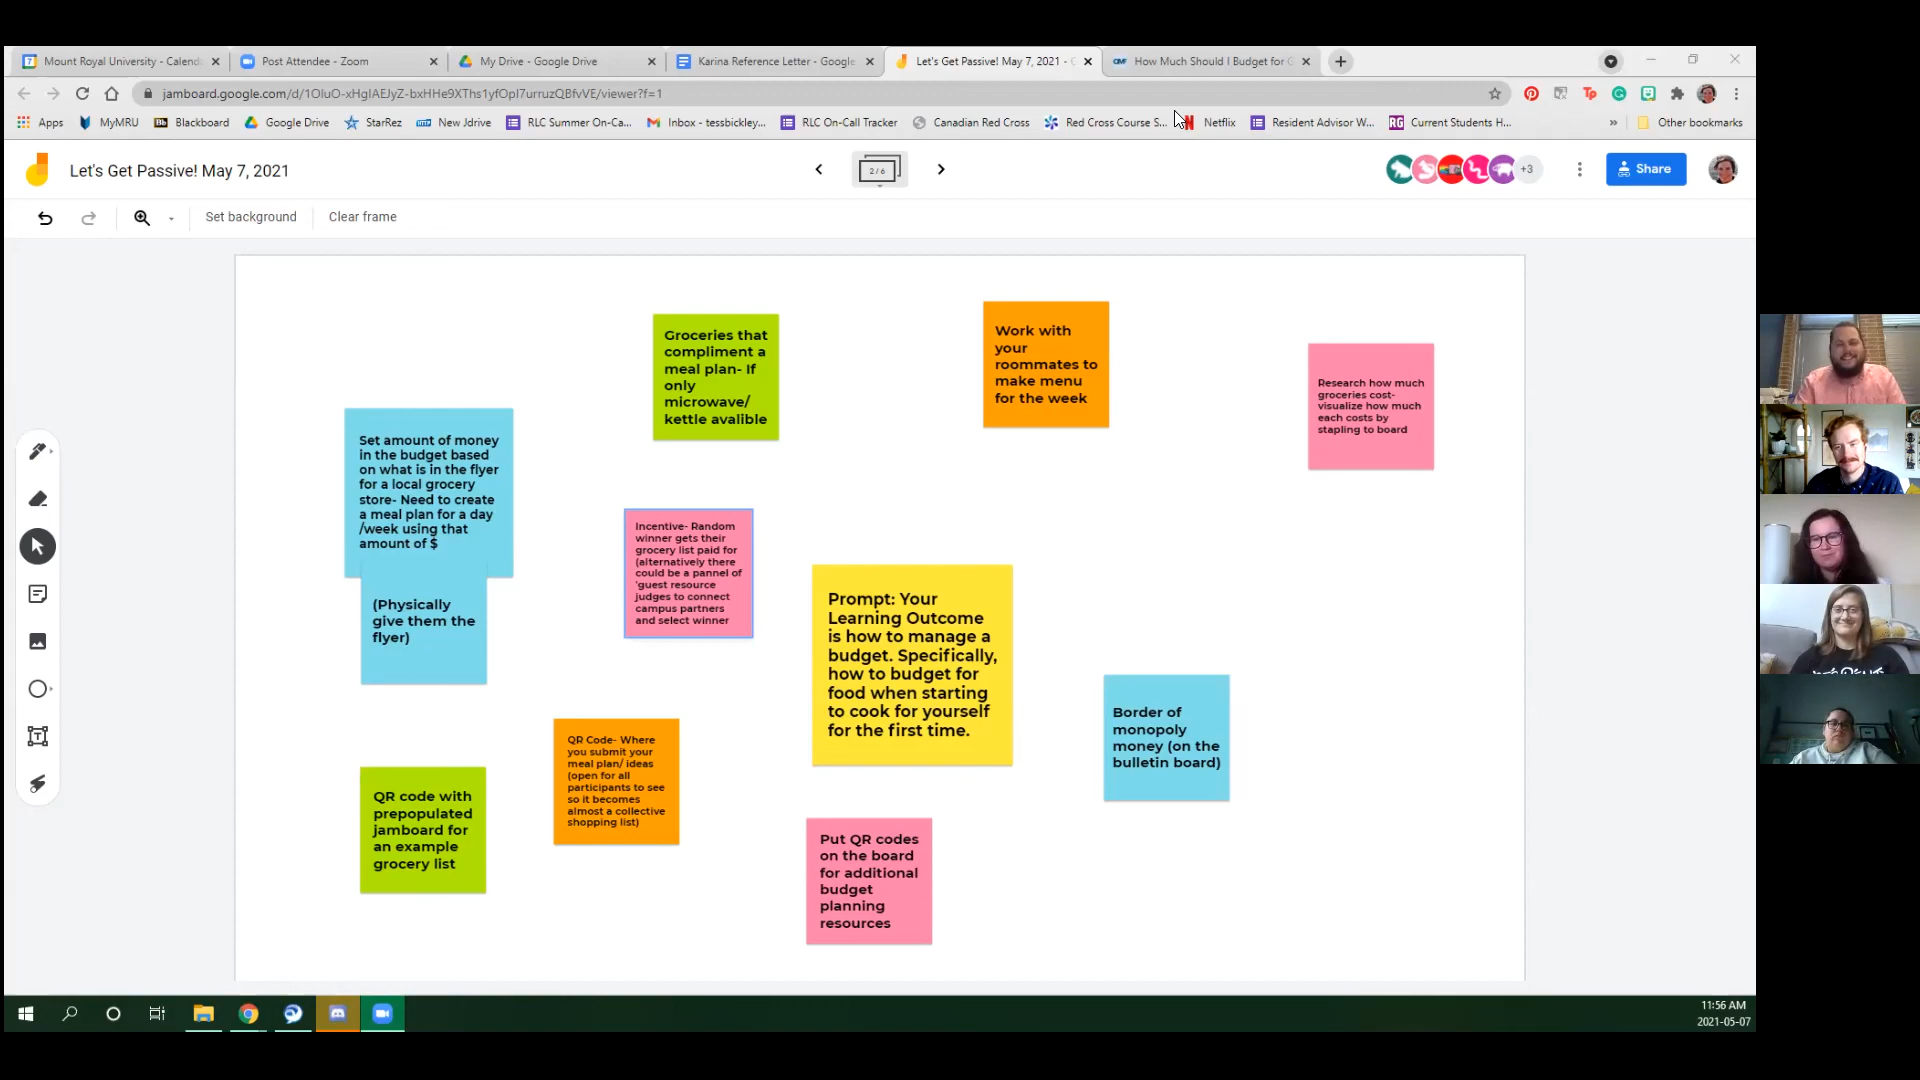 Mount Royal University - Calend
Post Attendee - Zoom
My Drive - Google Drive
Karina Reference Letter - Google
Let's Get Passive! May 7, 2021 -
How Much Should I Budget for G
jamboard.google.com/d/1OluO-xHgIAEJyZ-bxHHe9XThs1yfOpI7urruzQBfvVE/viewer?f=1
Apps
MyMRU
Blackboard
Google Drive
StarRez
New Jdrive
RLC Summer On-Ca...
Inbox - tessbickley...
RLC On-Call Tracker
Canadian Red Cross
Red Cross Course S...
Netflix
Resident Advisor W...
Current Students H...
»
Other bookmarks
Let's Get Passive! May 7, 2021
2 / 6
+3
Share
Set background
Clear frame
Groceries that
compliment a
meal plan- If
only
microwave/
kettle avalible
Work with
your
roommates to
make menu
for the week
Research how much
groceries cost-
visualize how much
each costs by
stapling to board
Set amount of money
in the budget based
on what is in the flyer
for a local grocery
store- Need to create
a meal plan for a day
/week using that
amount of $
(Physically
give them the
flyer)
Incentive- Random
winner gets their
grocery list paid for
(alternatively there
could be a pannel of
'guest resource
judges to connect
campus partners
and select winner
Prompt: Your
Learning Outcome
is how to manage a
budget. Specifically,
how to budget for
food when starting
to cook for yourself
for the first time.
Border of
monopoly
money (on the
bulletin board)
QR Code- Where
you submit your
meal plan/ ideas
(open for all
participants to see
so it becomes
almost a collective
shopping list)
QR code with
prepopulated
jamboard for
an example
grocery list
Put QR codes
on the board
for additional
budget
planning
resources
11:56 AM
2021-05-07